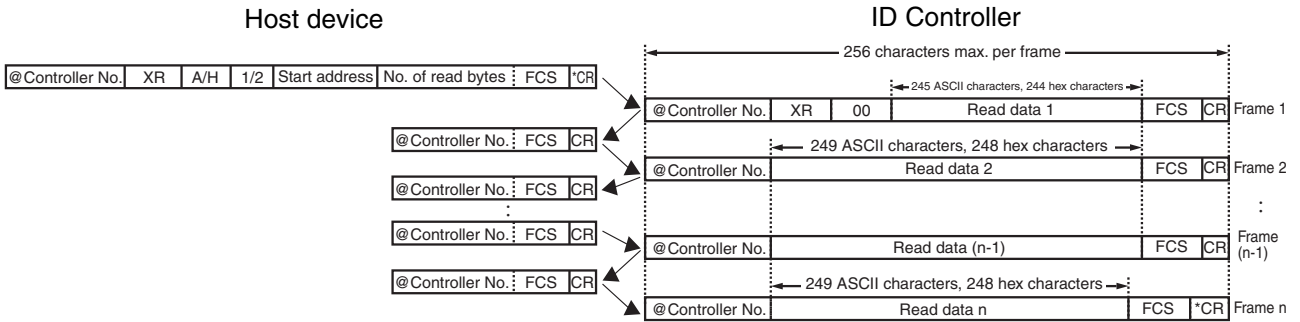 Host device
ID Controller
256 characters max. per frame
@Controller No. XR A/H 1/2 Start address No. of read bytes FCS *CR
245 ASCII characters, 244 hex characters
@Controller No. XR 00 Read data 1 FCS CR Frame 1
@Controller No. FCS CR
249 ASCII characters, 248 hex characters
@Controller No. Read data 2 FCS CR Frame 2
@Controller No. FCS CR
:
:
@Controller No. FCS CR
@Controller No. Read data (n-1) FCS CR Frame
(n-1)
@Controller No. FCS CR
249 ASCII characters, 248 hex characters
@Controller No. Read data n FCS *CR Frame n